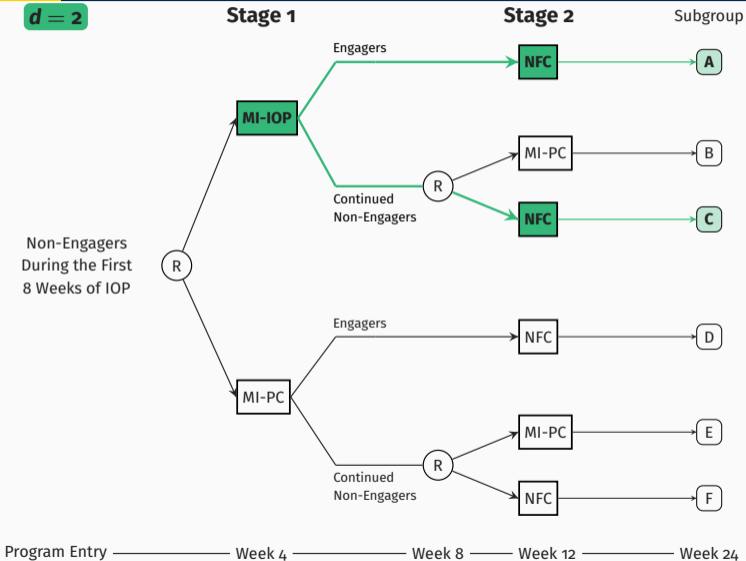 d = 2
Stage 1
Stage 2
Subgroup
Engagers
NFC
A
MI-IOP
MI-PC
B
R
Continued
Non-Engagers
NFC
C
Non-Engagers
During the First
8 Weeks of IOP
R
Engagers
NFC
D
MI-PC
MI-PC
E
R
Continued
Non-Engagers
NFC
F
Program Entry
Week 4
Week 8
Week 12
Week 24